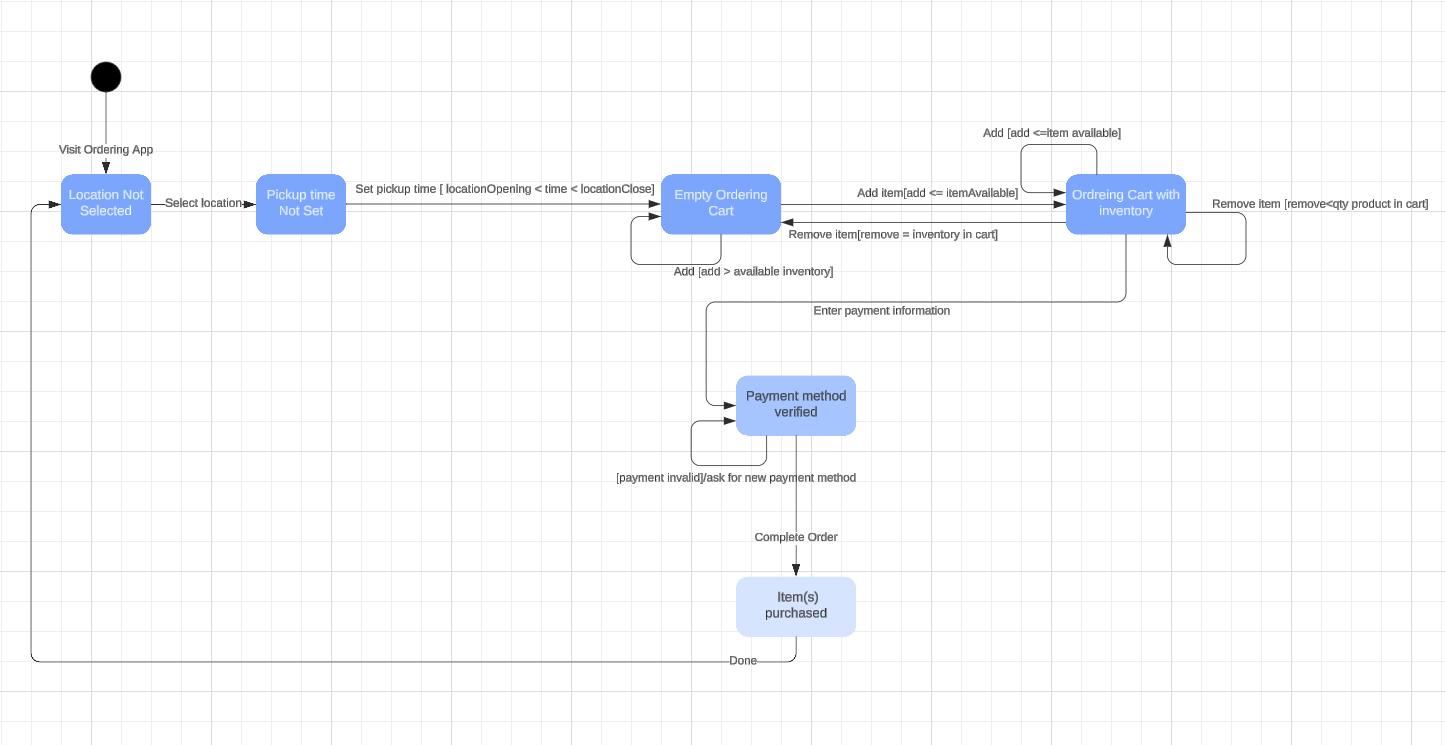 Add [add <=item available]
Visit Ordering App
Location Not
Selected
Select location
Pickup time
Not Set
Set pickup time [ locationOpening < time < locationClose]
Empty Ordering
Cart
Add item[add <= itemAvailable]
Ordreing Cart with
inventory
Remove item [remove<qty product in cart]
Remove item[remove = inventory in cart]
Add [add > available inventory]
Enter payment information
Payment method
verified
[payment invalid]/ask for new payment method
Complete Order
Item(s)
purchased
Done